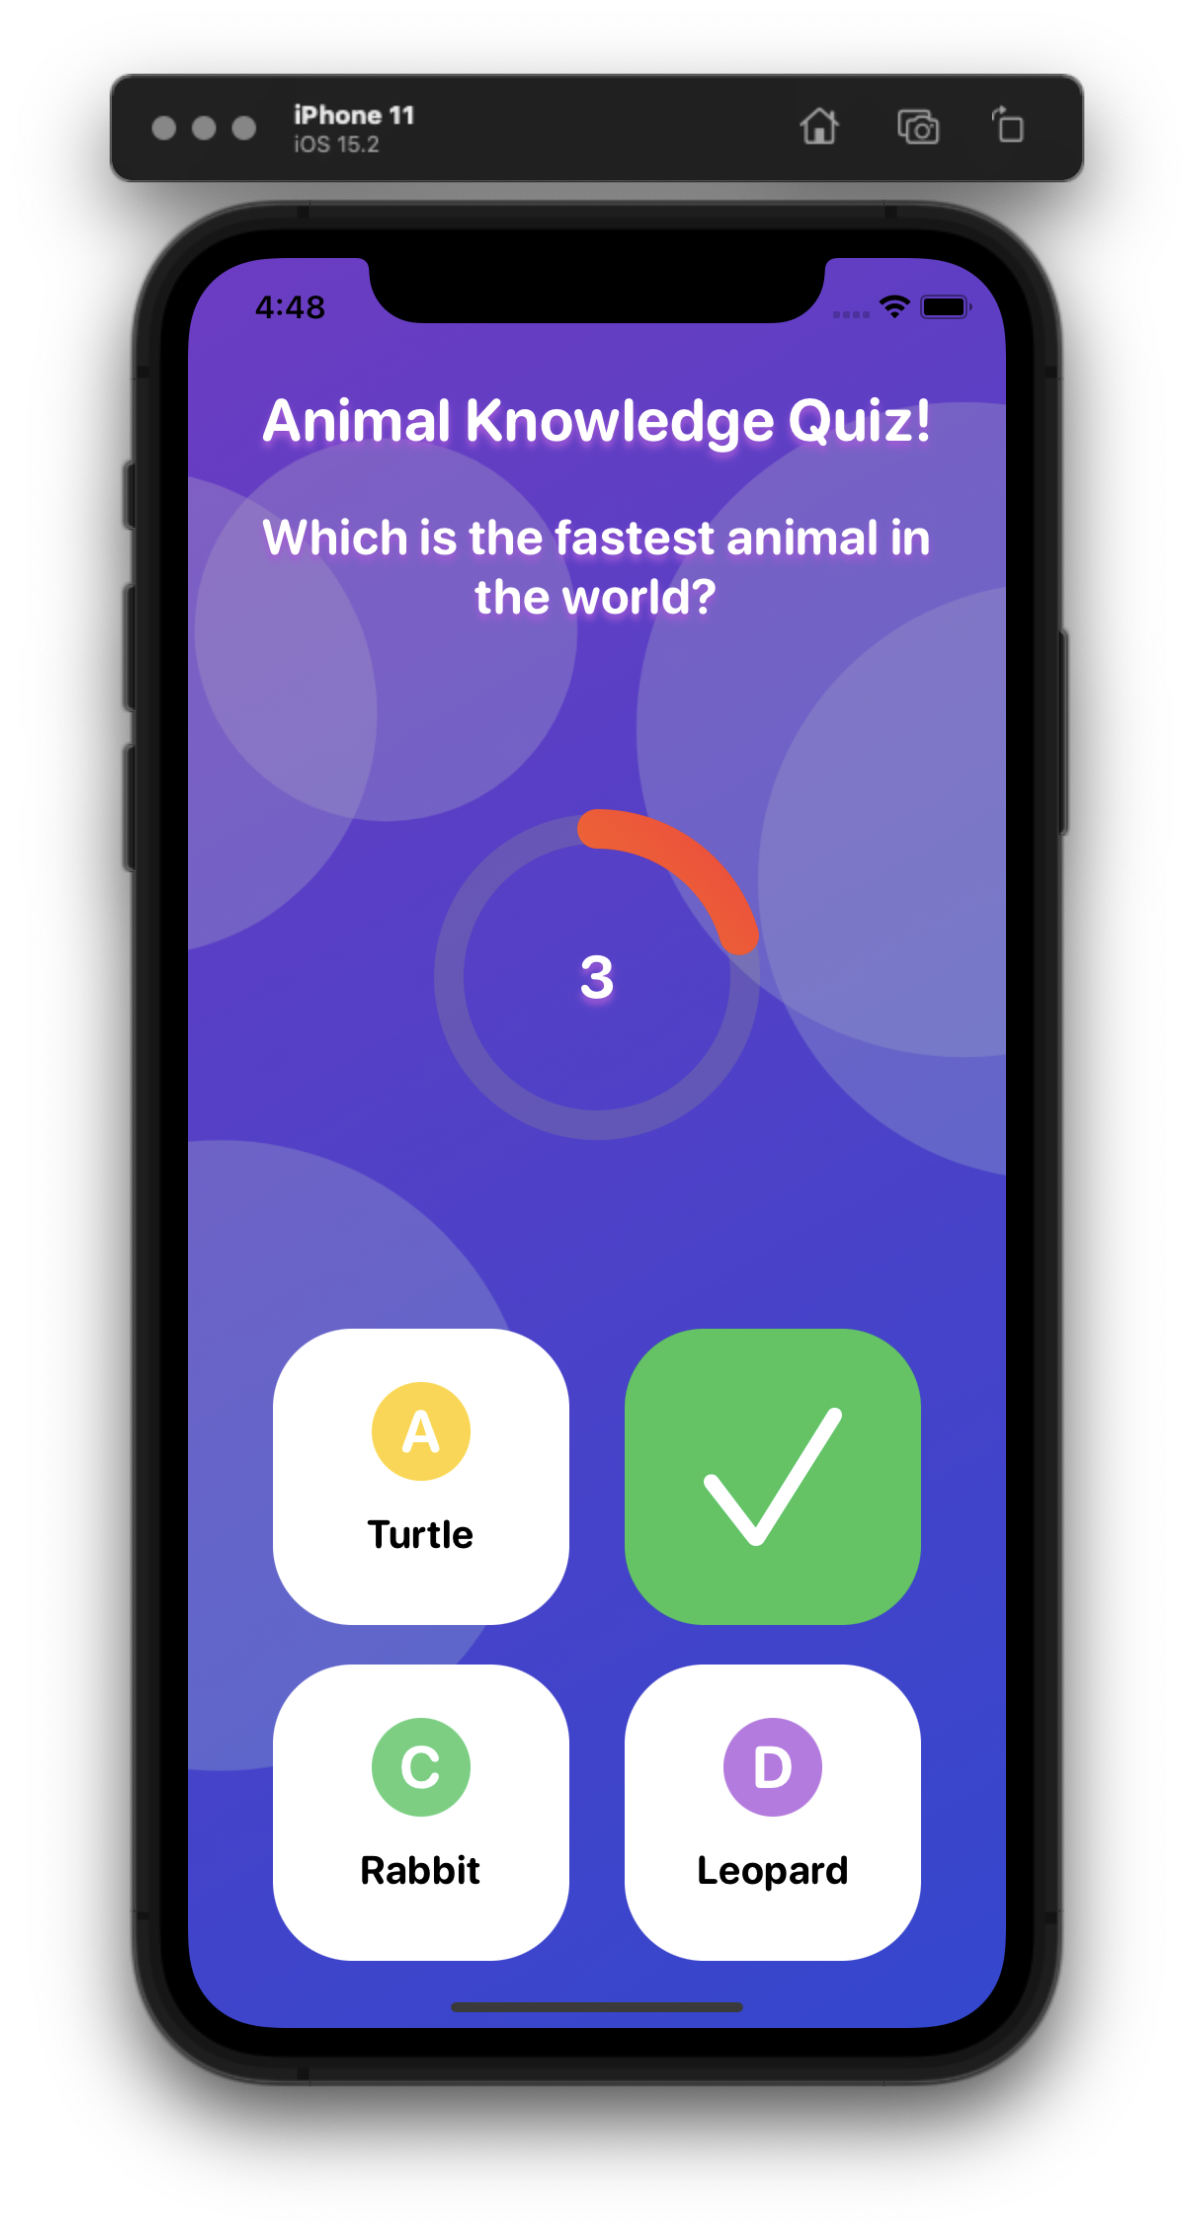 iPhone 11
iOS 15.2
4:48
Animal Knowledge Quiz!
Which is the fastest animal in
the world?
3
A
Turtle
C
Rabbit
D
Leopard